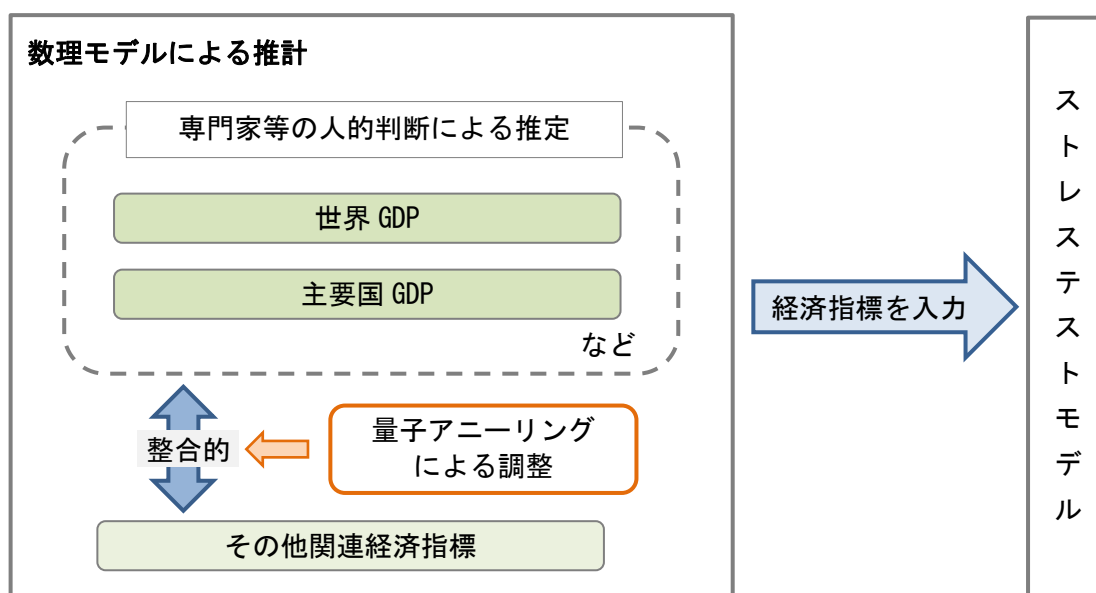 数理モデルによる推計
専門家等の人的判断による推定
世界 GDP
主要国 GDP
など
整合的
量子アニーリング
による調整
その他関連経済指標
経済指標を入力
ストレステストモデル